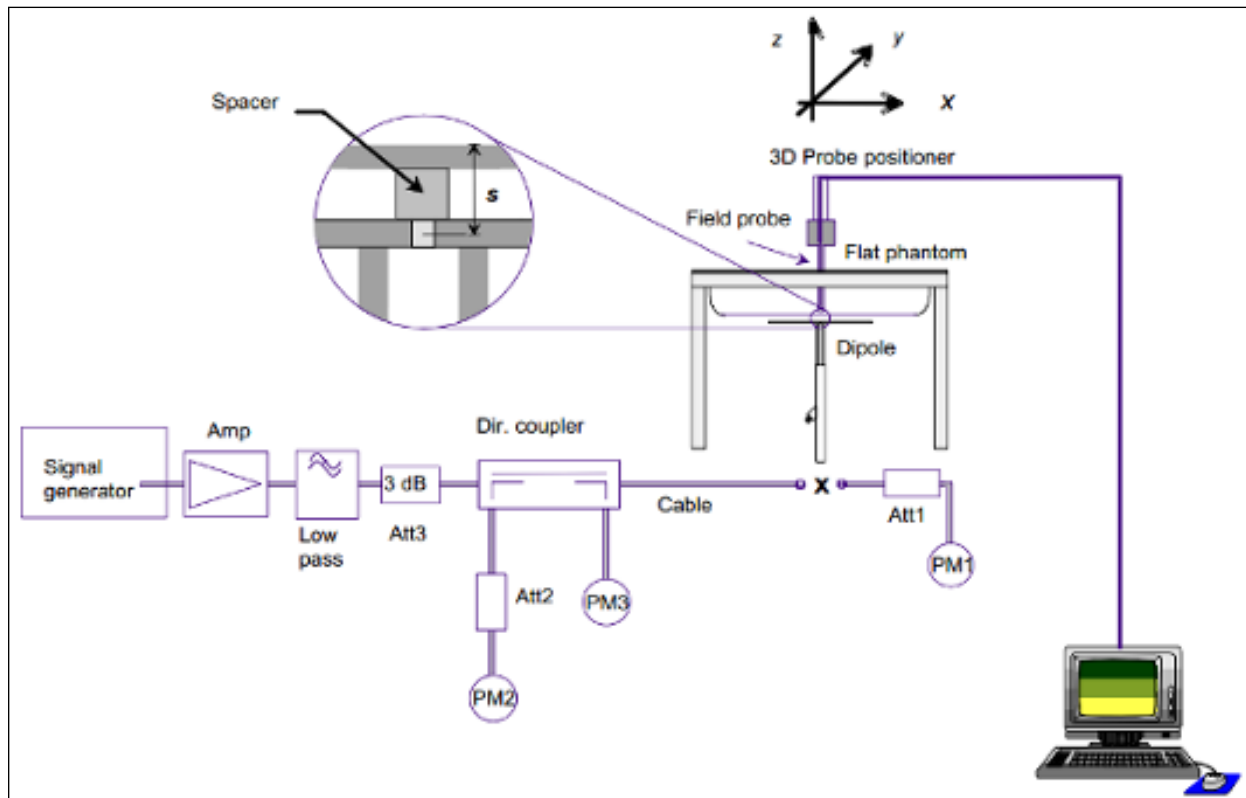 z
y
x
Spacer
s
3D Probe positioner
Field probe
Flat phantom
Dipole
Signal
generator
Amp
Low
pass
3 dB
Att3
Dir. coupler
Cable
x
Att1
PM1
Att2
PM3
PM2